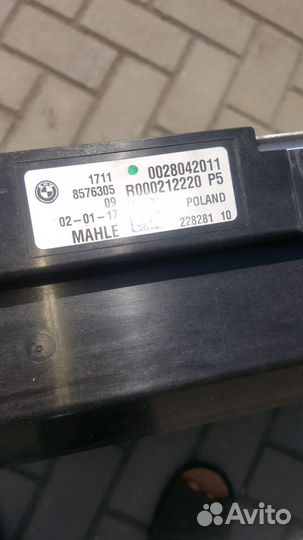 1711 0028042011
8576305 R000212220 P5
09 POLAND
02-01-17 228281 10
MAHLE
Avito